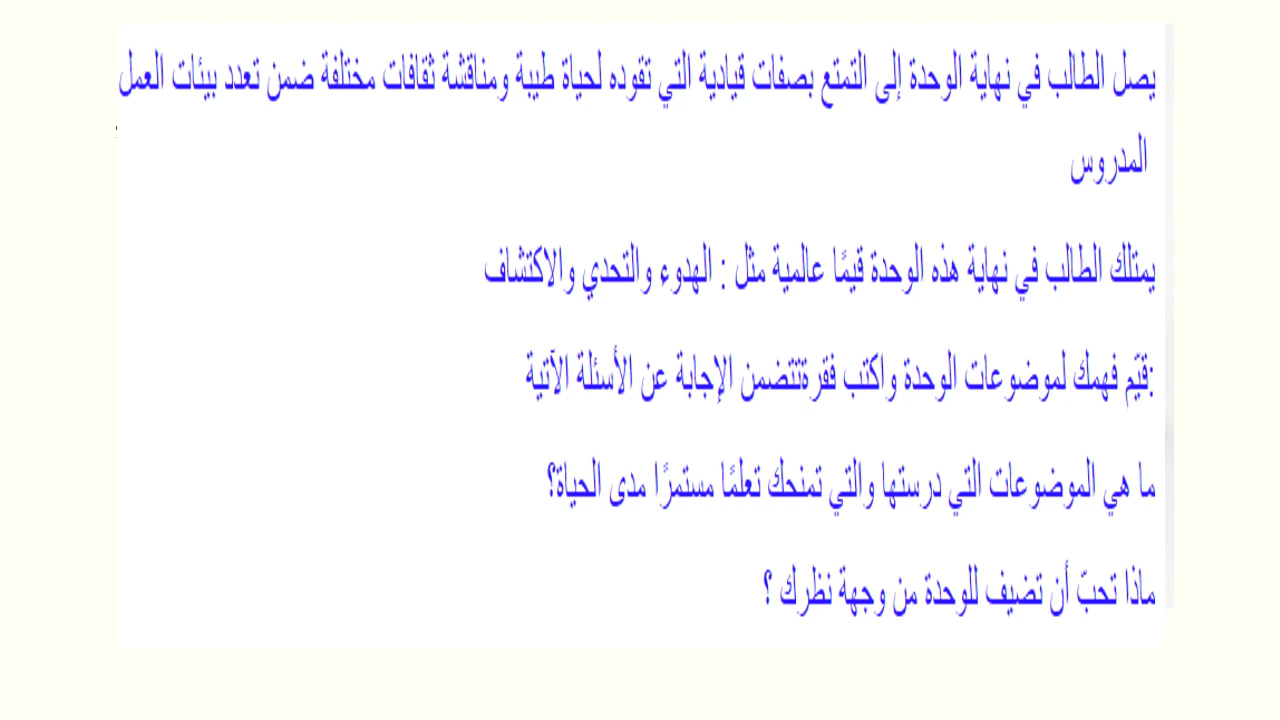 يصل الطالب في نهاية الوحدة إلى التمتع بصفات قيادية التي تقوده لحياة طيبة ومناقشة ثقافات مختلفة ضمن تعدد بيئات العمل
المدروس
يمتلك الطالب في نهاية هذه الوحدة قيمًا عالمية مثل : الهدوء والتحدي والاكتشاف
:قيّم فهمك لموضوعات الوحدة واكتب فقرةتتضمن الإجابة عن الأسئلة الآتية
ما هي الموضوعات التي درستها والتي تمنحك تعلمًا مستمرًا مدى الحياة؟
ماذا تحبّ أن تضيف للوحدة من وجهة نظرك ؟